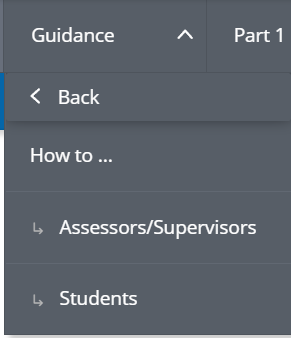 Guidance
Part 1
Back
How to ...
Assessors/Supervisors
Students